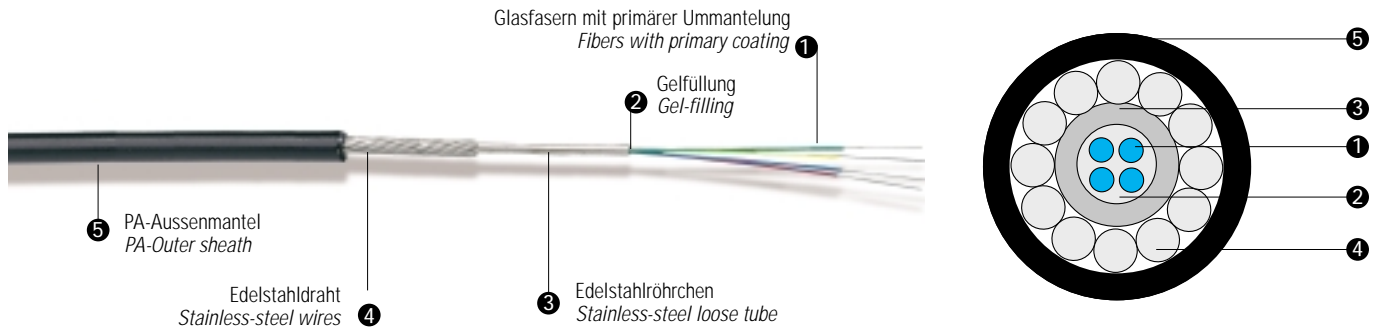 Glasfasern mit primärer Ummantelung
Fibers with primary coating 1
2 Gelfüllung
Gel-filling
5 PA-Aussenmantel
PA-Outer sheath
Edelstahldraht
Stainless-steel wires 4
3 Edelstahlröhrchen
Stainless-steel loose tube
5
3
1
2
4